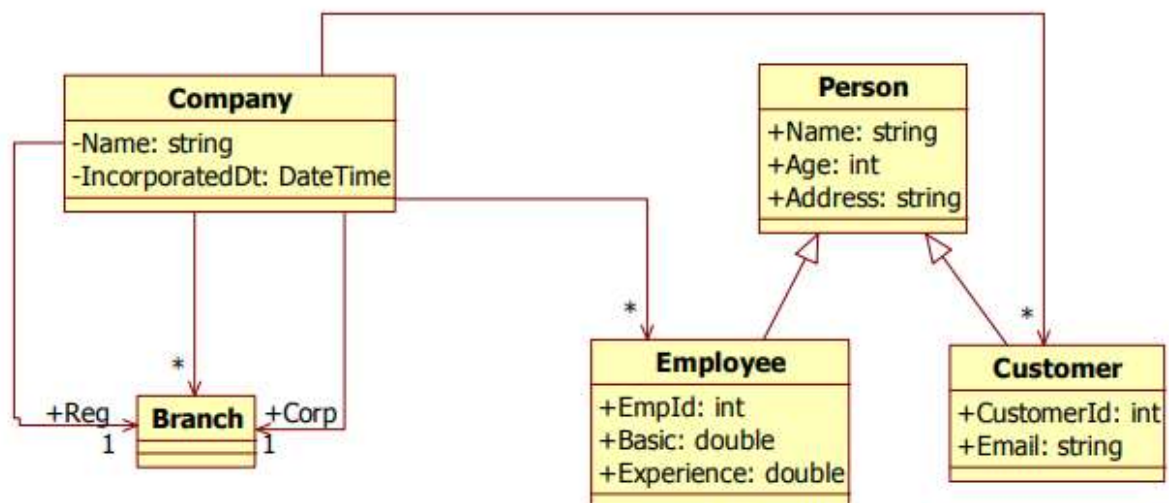 Company
-Name: string
-IncorporatedDt: DateTime
Person
+Name: string
+Age: int
+Address: string
*
*
*
+Reg
1
Branch
+Corp
1
Employee
+EmpId: int
+Basic: double
+Experience: double
Customer
+CustomerId: int
+Email: string